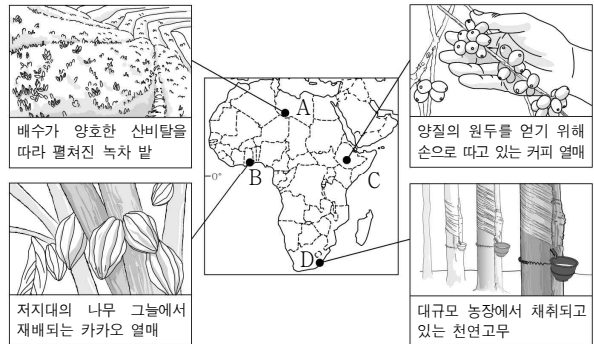 배수가 양호한 산비탈을
따라 펼쳐진 녹차 밭
양질의 원두를 얻기 위해
손으로 따고 있는 커피 열매
A
B
C
D
0°
저지대의 나무 그늘에서
재배되는 카카오 열매
대규모 농장에서 채취되고
있는 천연고무